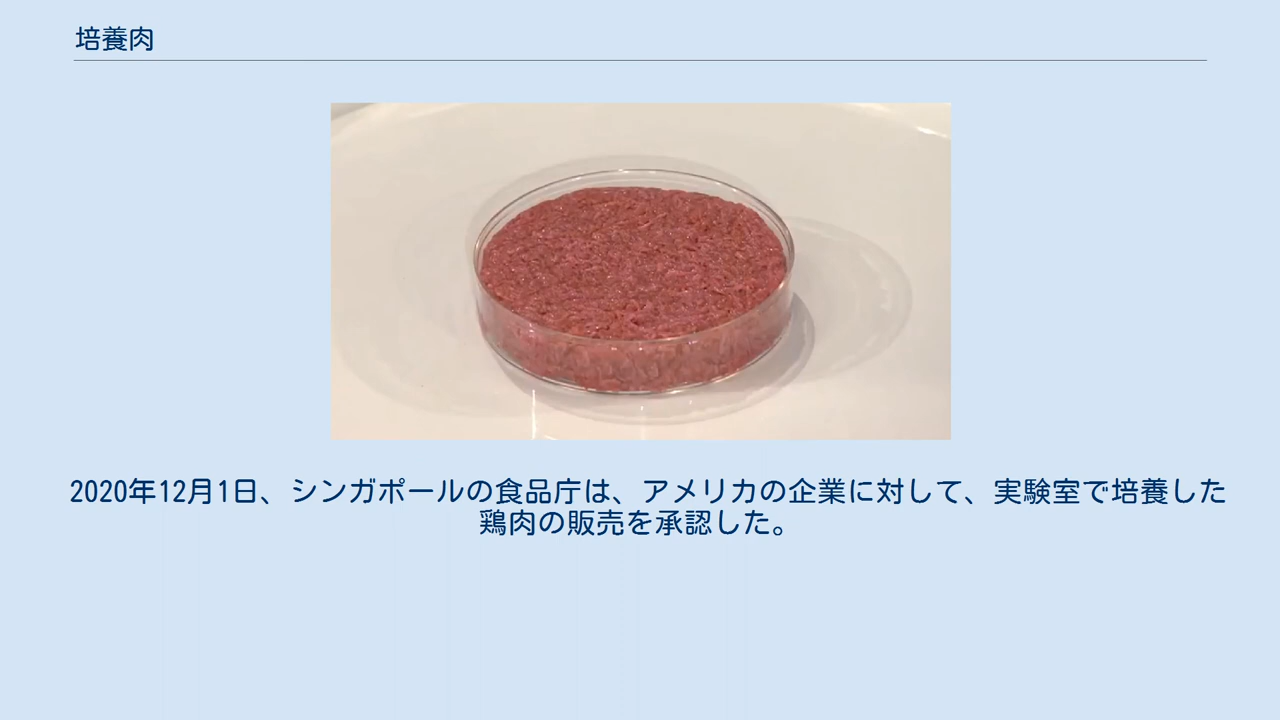 培養肉
2020年12月1日、シンガポールの食品庁は、アメリカの企業に対して、実験室で培養した
鶏肉の販売を承認した。